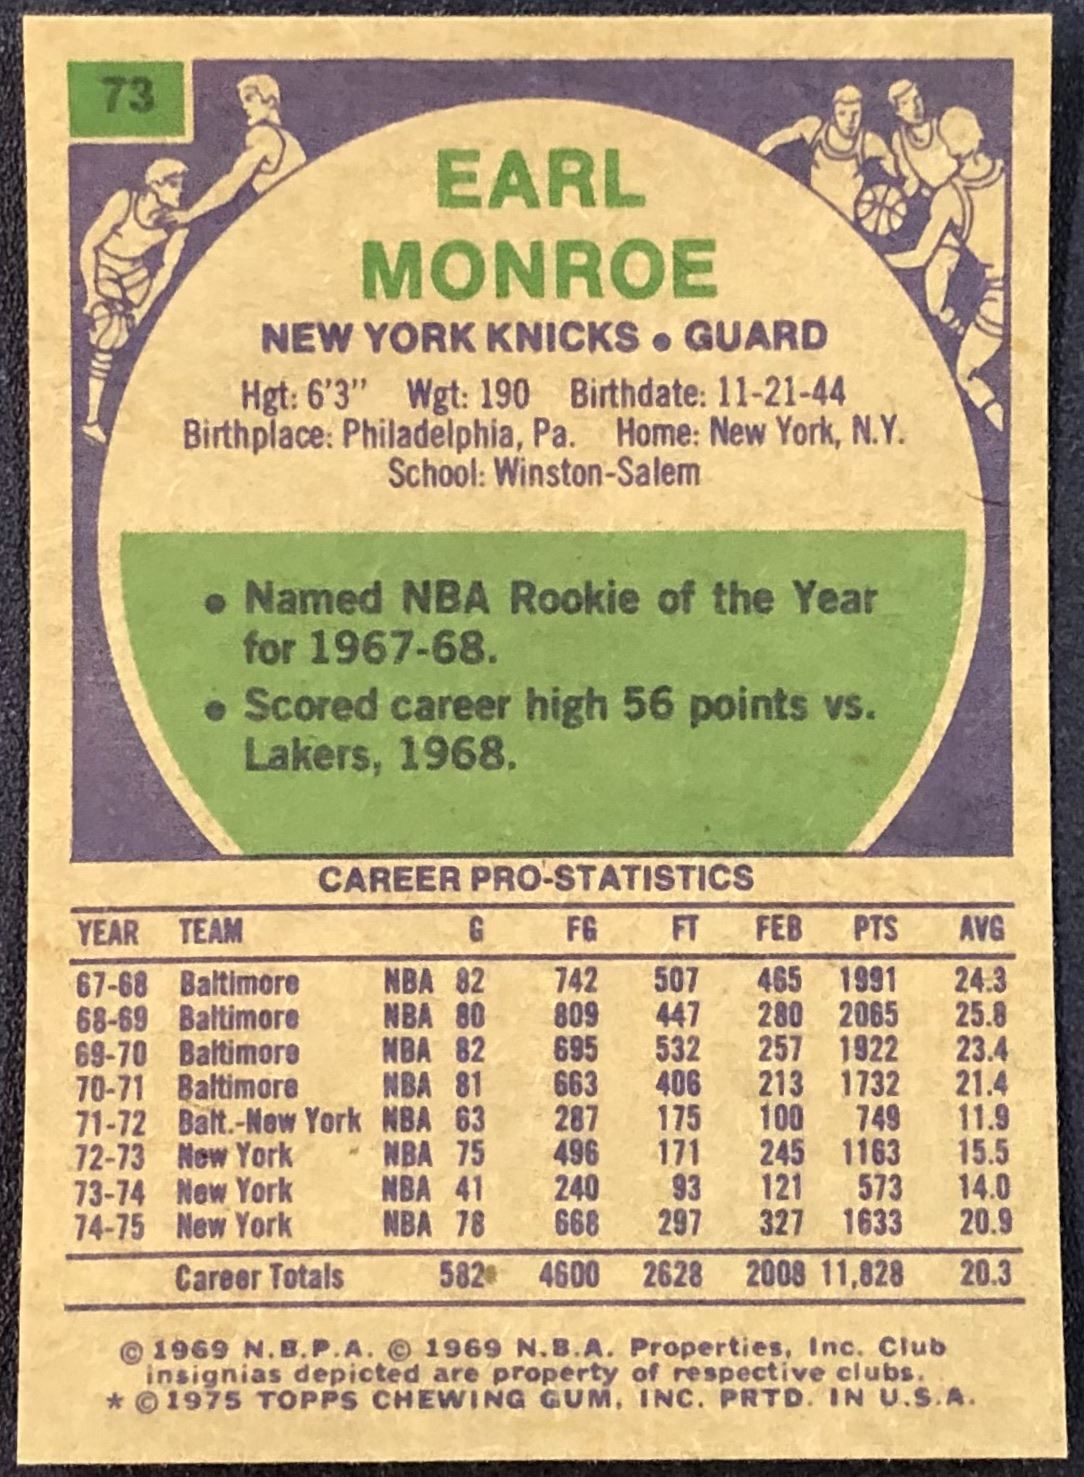 73
EARL
MONROE
NEW YORK KNICKS • GUARD
Hgt: 6'3" Wgt: 190 Birthdate: 11-21-44
Birthplace: Philadelphia, Pa. Home: New York, N.Y.
School: Winston-Salem
• Named NBA Rookie of the Year
for 1967-68.
• Scored career high 56 points vs.
Lakers, 1968.
CAREER PRO-STATISTICS
YEAR TEAM G FG FT FEB PTS AVG
67-68 Baltimore NBA 82 742 507 465 1991 24.3
68-69 Baltimore NBA 80 809 447 280 2065 25.8
69-70 Baltimore NBA 82 695 532 257 1922 23.4
70-71 Baltimore NBA 81 663 406 213 1732 21.4
71-72 Balt.-New York NBA 63 287 175 100 749 11.9
72-73 New York NBA 75 496 171 245 1163 15.5
73-74 New York NBA 41 240 93 121 573 14.0
74-75 New York NBA 78 668 297 327 1633 20.9
Career Totals 582 4600 2628 2008 11,828 20.3
© 1969 N.B.P.A. © 1969 N.B.A. Properties, Inc. Club
insignias depicted are property of respective clubs.
* © 1975 TOPPS CHEWING GUM, INC. PRTD. IN U.S.A.